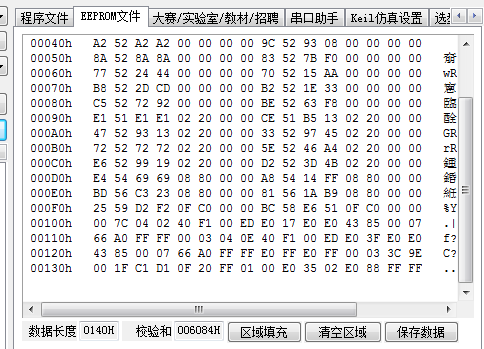 程序文件 EEPROM文件 大赛/实验室/教材/招聘 串口助手 Keil仿真设置
00040h A2 52 A2 A2 00 00 00 00 9C 52 93 08 00 00 00 00
00050h 8A 52 8A 8A 00 00 00 00 83 52 7B F0 00 00 00 00
00060h 77 52 24 44 00 00 00 00 70 52 15 AA 00 00 00 00 wR
00070h B8 52 2D CD 00 00 00 00 B2 52 1E 33 00 00 00 00
00080h C5 52 72 92 00 00 00 00 BE 52 63 F8 00 00 00 00
00090h E1 51 E1 E1 02 20 00 00 CE 51 B5 13 02 20 00 00
000A0h 47 52 93 13 02 20 00 00 33 52 97 45 02 20 00 00 GR
000B0h 72 52 72 72 02 20 00 00 5E 52 46 A4 02 20 00 00 rR
000C0h E6 52 99 19 02 20 00 00 D2 52 3D 4B 02 20 00 00
000D0h E4 54 69 69 08 80 00 00 A8 54 14 FF 08 80 00 00
000E0h BD 56 C3 23 08 80 00 00 81 56 1A B9 08 80 00 00
000F0h 25 59 D2 F2 0F C0 00 00 BC 58 E6 51 0F C0 00 00 %Y
00100h 00 7C 04 02 40 F1 00 ED E0 17 E0 E0 43 85 00 07 .|
00110h 66 A0 FF FF 00 03 04 0E 40 F1 00 ED E0 3F E0 E0 f?
00120h 43 85 00 07 66 A0 FF FF E0 FF E0 FF 00 03 3C 9E C?
00130h 00 1F C1 D1 0F 20 FF 01 00 E0 35 02 E0 88 FF FF ..
数据长度 0140H 校验和 006084H 区域填充 清空区域 保存数据